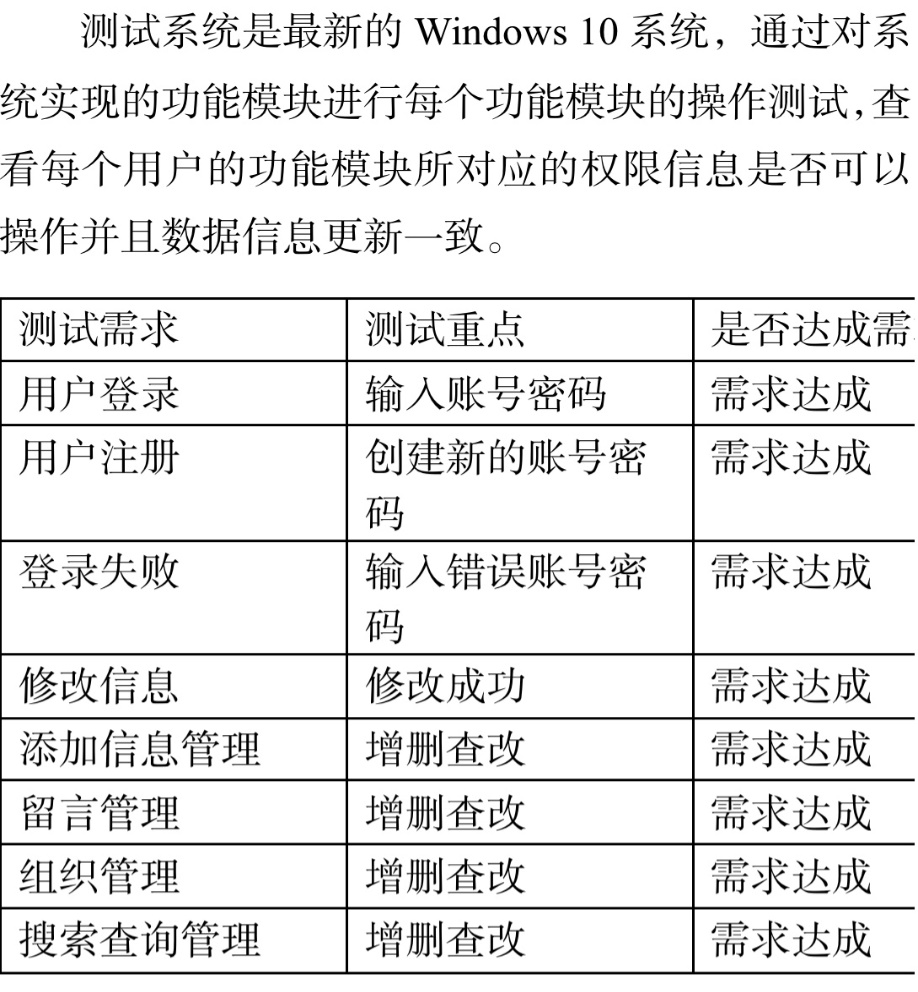 测试系统是最新的 Windows 10 系统，通过对系
统实现的功能模块进行每个功能模块的操作测试，查
看每个用户的功能模块所对应的权限信息是否可以
操作并且数据信息更新一致。
测试需求 测试重点 是否达成需
用户登录 输入账号密码 需求达成
用户注册 创建新的账号密 需求达成
码
登录失败 输入错误账号密 需求达成
码
修改信息 修改成功 需求达成
添加信息管理 增删查改 需求达成
留言管理 增删查改 需求达成
组织管理 增删查改 需求达成
搜索查询管理 增删查改 需求达成